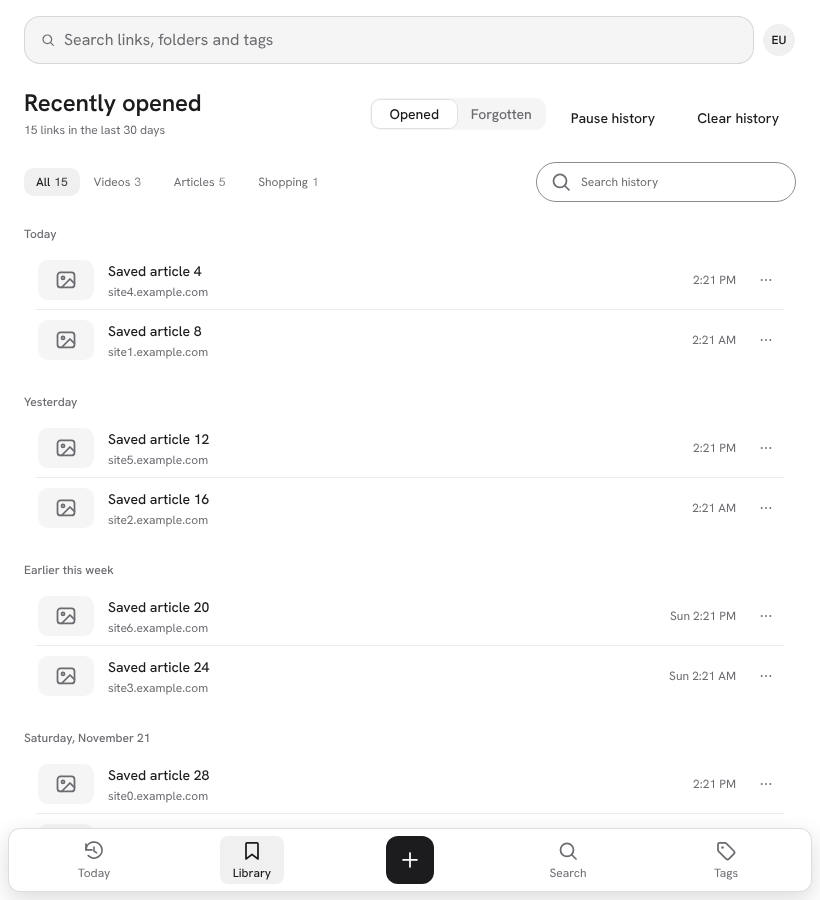 Search links, folders and tags
EU
Recently opened
15 links in the last 30 days
Opened
Forgotten
Pause history
Clear history
All 15
Videos 3
Articles 5
Shopping 1
Search history
Today
Saved article 4
site4.example.com
2:21 PM
Saved article 8
site1.example.com
2:21 AM
Yesterday
Saved article 12
site5.example.com
2:21 PM
Saved article 16
site2.example.com
2:21 AM
Earlier this week
Saved article 20
site6.example.com
Sun 2:21 PM
Saved article 24
site3.example.com
Sun 2:21 AM
Saturday, November 21
Saved article 28
site0.example.com
2:21 PM
Today
Library
Search
Tags